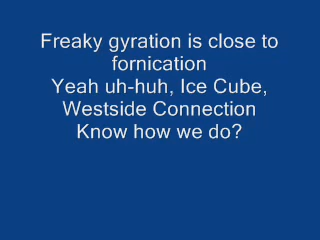 Freaky gyration is close to
fornication
Yeah uh-huh, Ice Cube,
Westside Connection
Know how we do?